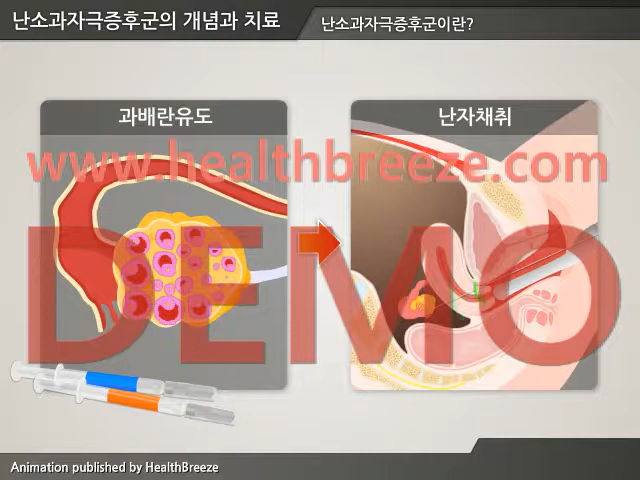 난소과자극증후군의 개념과 치료
난소과자극증후군이란?
과배란유도
난자채취
www.healthbreeze.com
DEMO
Animation published by HealthBreeze